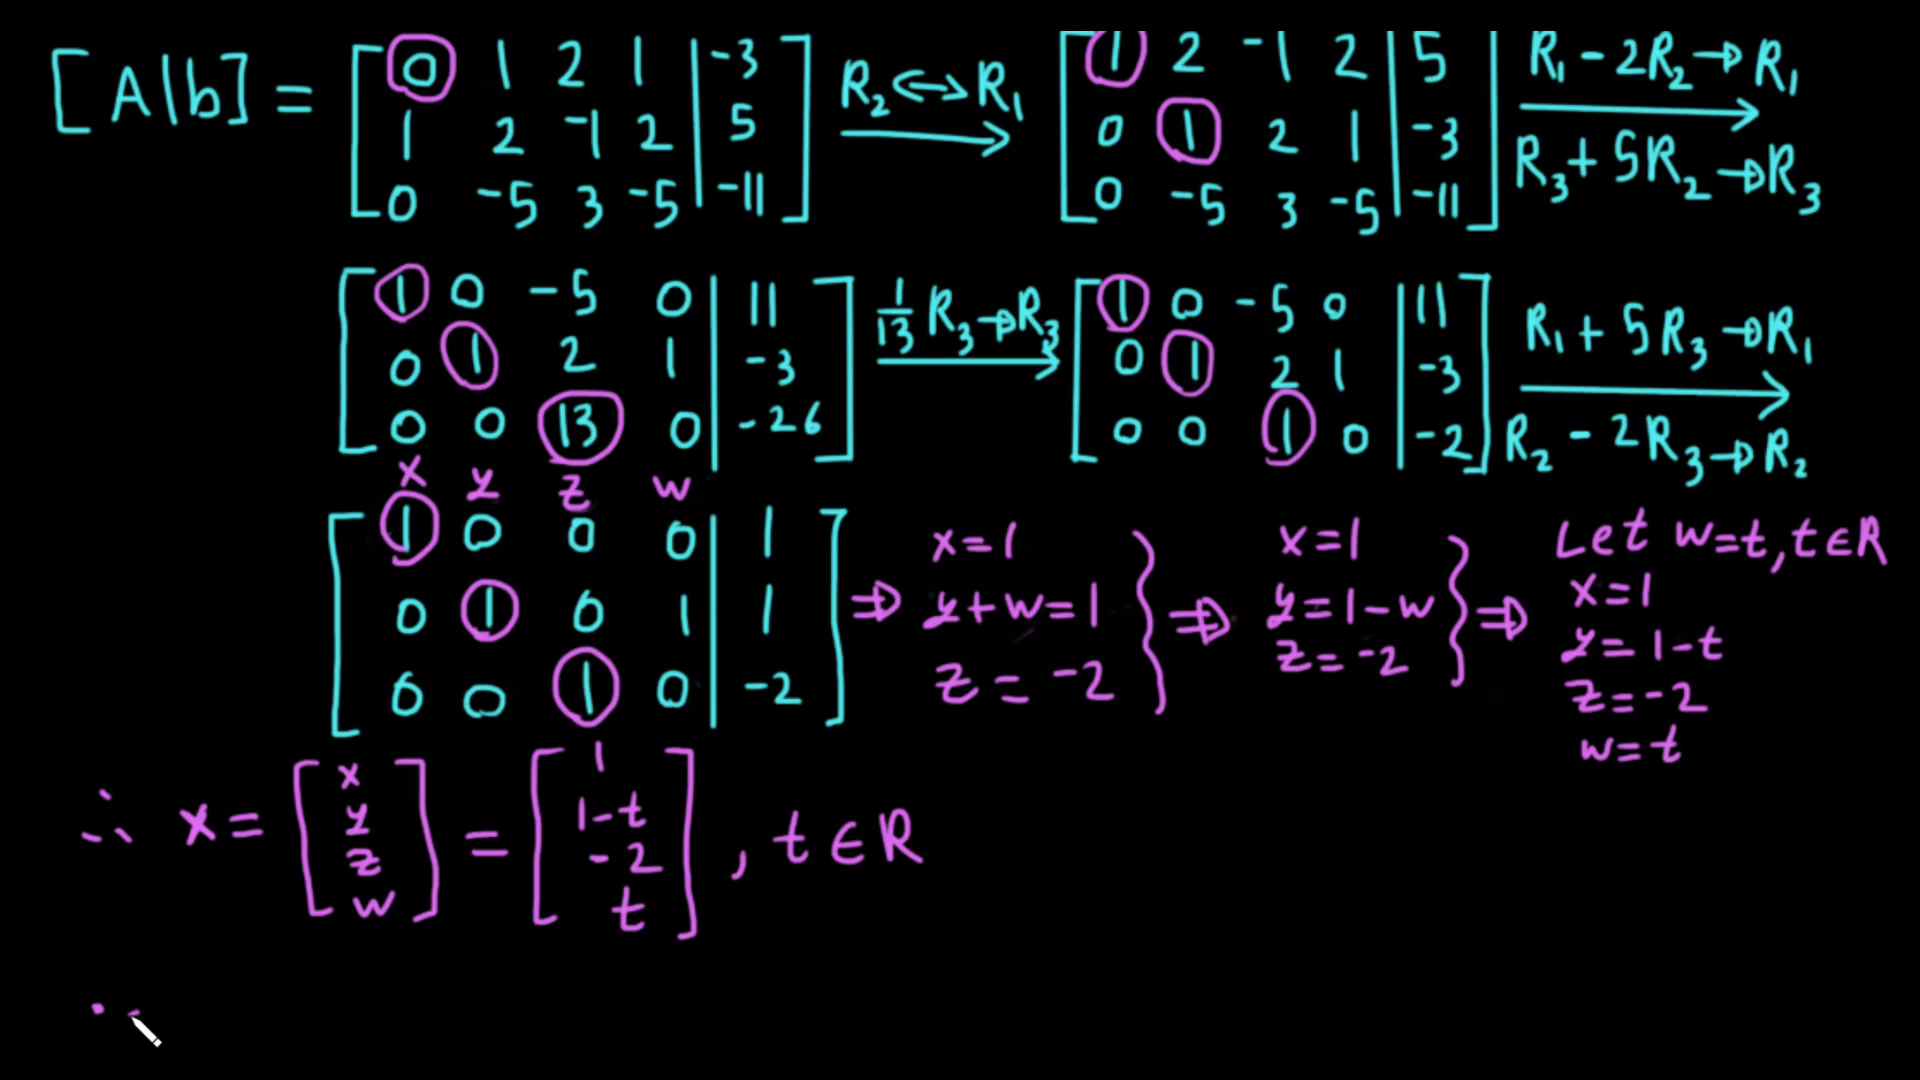 [A|b] = [0 1 2 1 | -3] R₂ ↔ R₁ [1 2 -1 2 | 5] R₁ - 2R₂ → R₁
[1 2 -1 2 | 5] → [0 1 2 1 | -3] →
[0 -5 3 -5 | -11] [0 -5 3 -5 | -11] R₃ + 5R₂ → R₃
[1 0 -5 0 | 11] 1/13 R₃ → R₃ [1 0 -5 0 | 11] R₁ + 5R₃ → R₁
[0 1 2 1 | -3] → [0 1 2 1 | -3] →
[0 0 13 0 | -26] [0 0 1 0 | -2] R₂ - 2R₃ → R₂
x y z w
[1 0 0 0 | 1] x=1 x=1 Let w=t, t∈R
[0 1 0 1 | 1] ⇒ y+w=1 } ⇒ y=1-w } ⇒ x=1
[0 0 1 0 | -2] z=-2 z=-2 y=1-t
z=-2
w=t
∴ x = [x y z w] = [1 1-t -2 t], t∈R